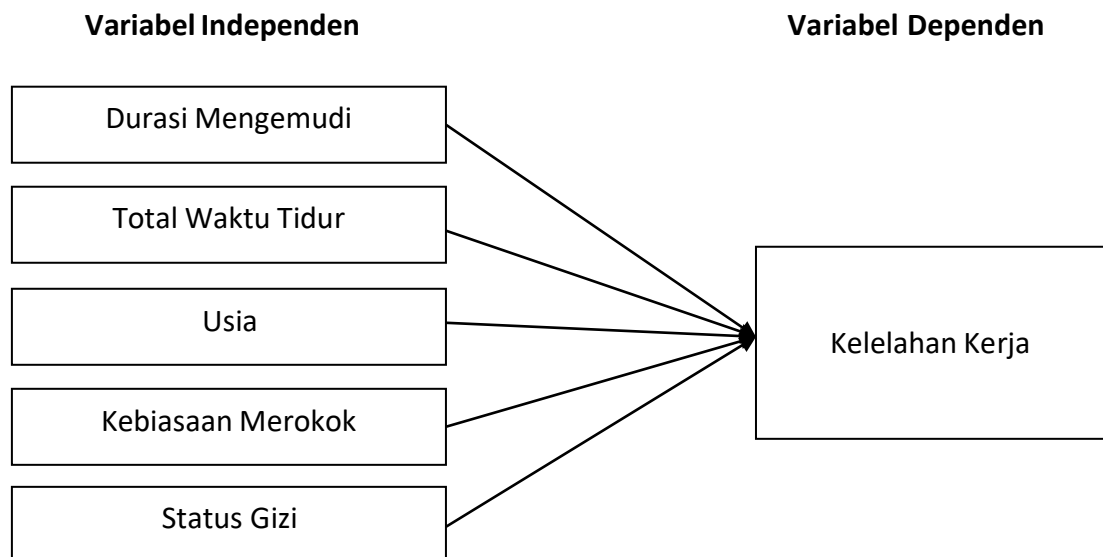 Variabel Independen
Variabel Dependen
Durasi Mengemudi
Total Waktu Tidur
Usia
Kebiasaan Merokok
Status Gizi
Kelelahan Kerja